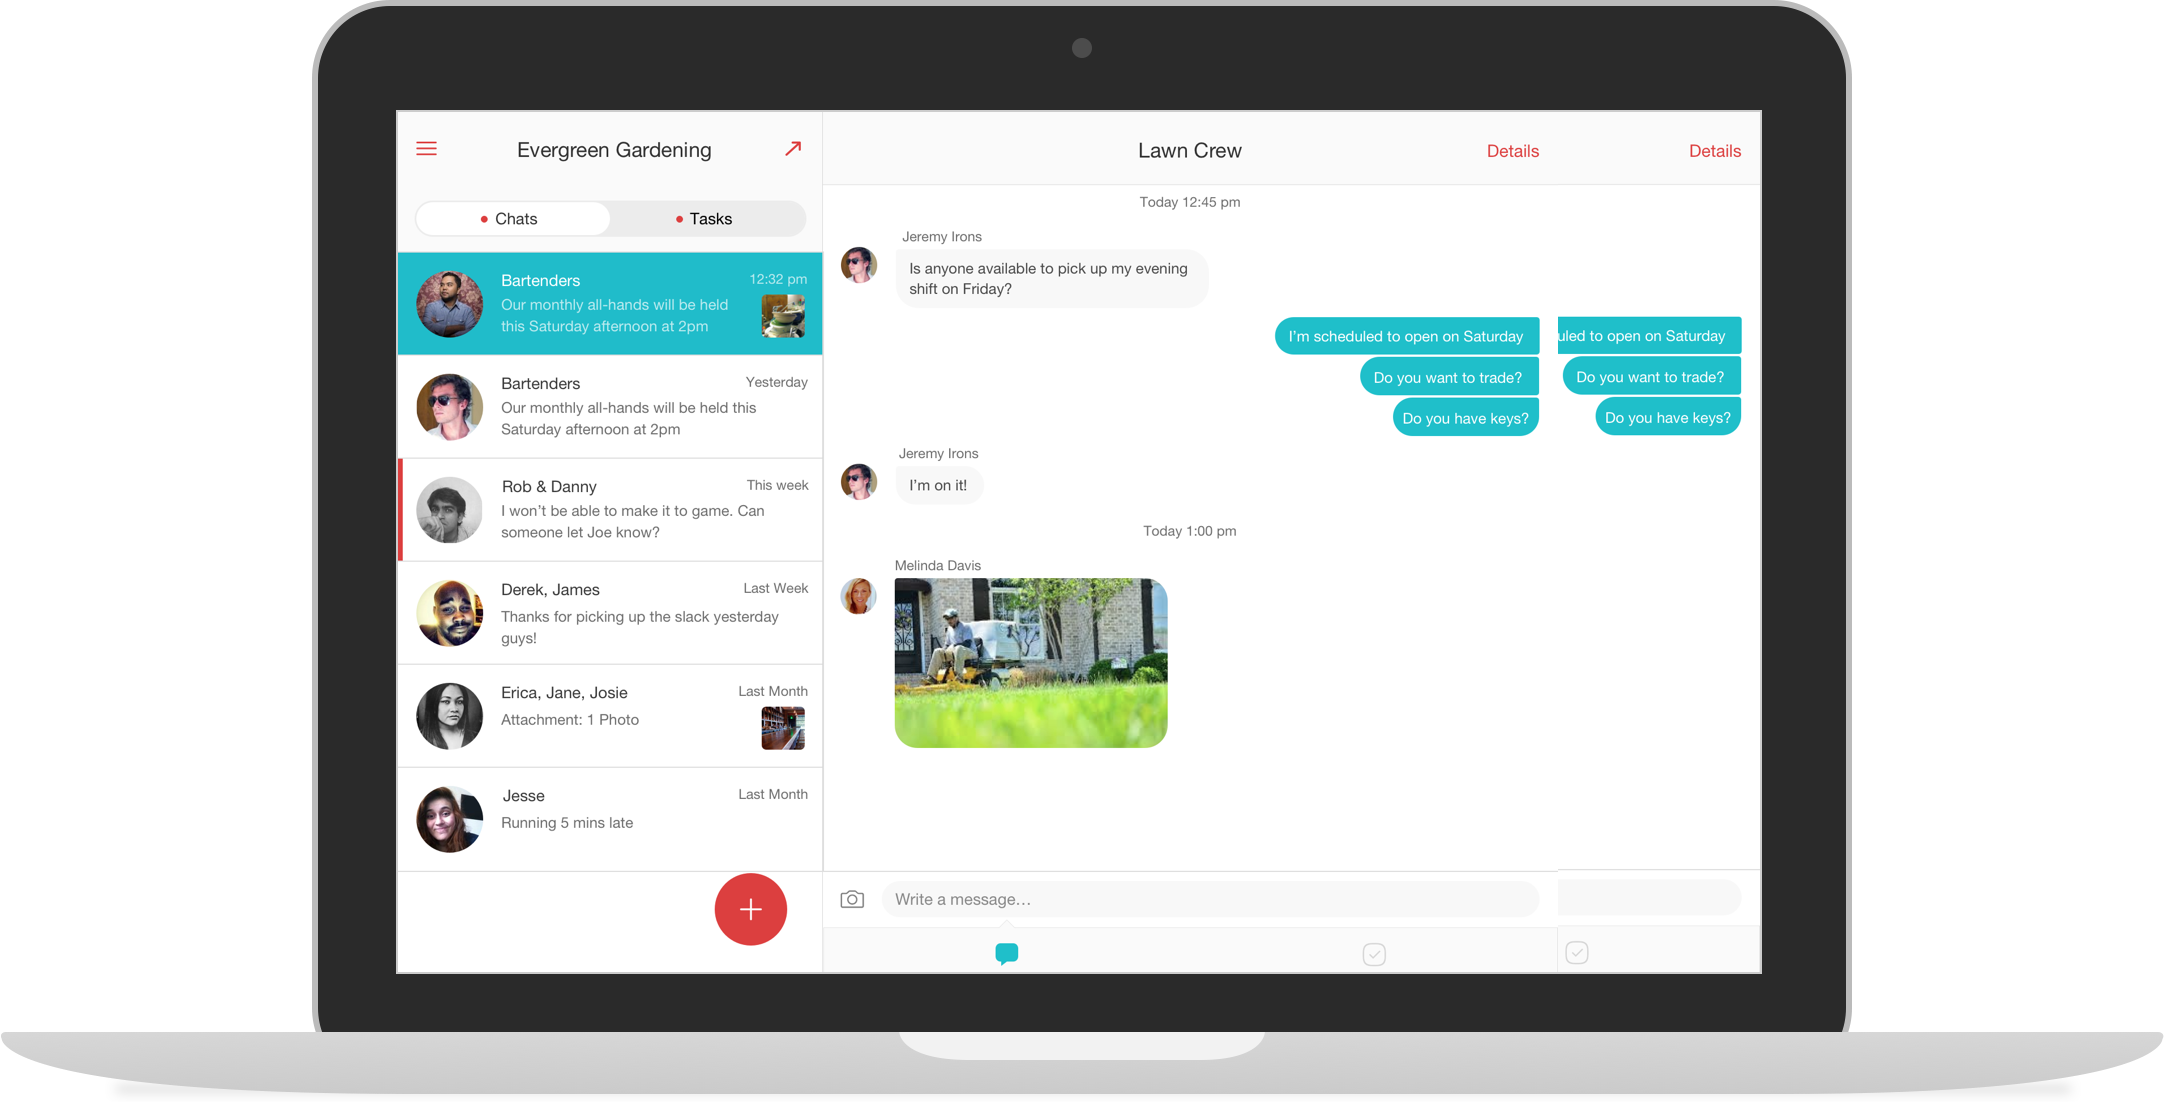 Evergreen Gardening
Chats
Tasks
Bartenders
12:32 pm
Our monthly all-hands will be held
this Saturday afternoon at 2pm
Bartenders
Yesterday
Our monthly all-hands will be held this
Saturday afternoon at 2pm
Rob & Danny
This week
I won’t be able to make it to game. Can
someone let Joe know?
Derek, James
Last Week
Thanks for picking up the slack yesterday
guys!
Erica, Jane, Josie
Last Month
Attachment: 1 Photo
Jesse
Last Month
Running 5 mins late
Lawn Crew
Details
Details
Today 12:45 pm
Jeremy Irons
Is anyone available to pick up my evening
shift on Friday?
I’m scheduled to open on Saturday
uled to open on Saturday
Do you want to trade?
Do you want to trade?
Do you have keys?
Do you have keys?
Jeremy Irons
I’m on it!
Today 1:00 pm
Melinda Davis
Write a message…